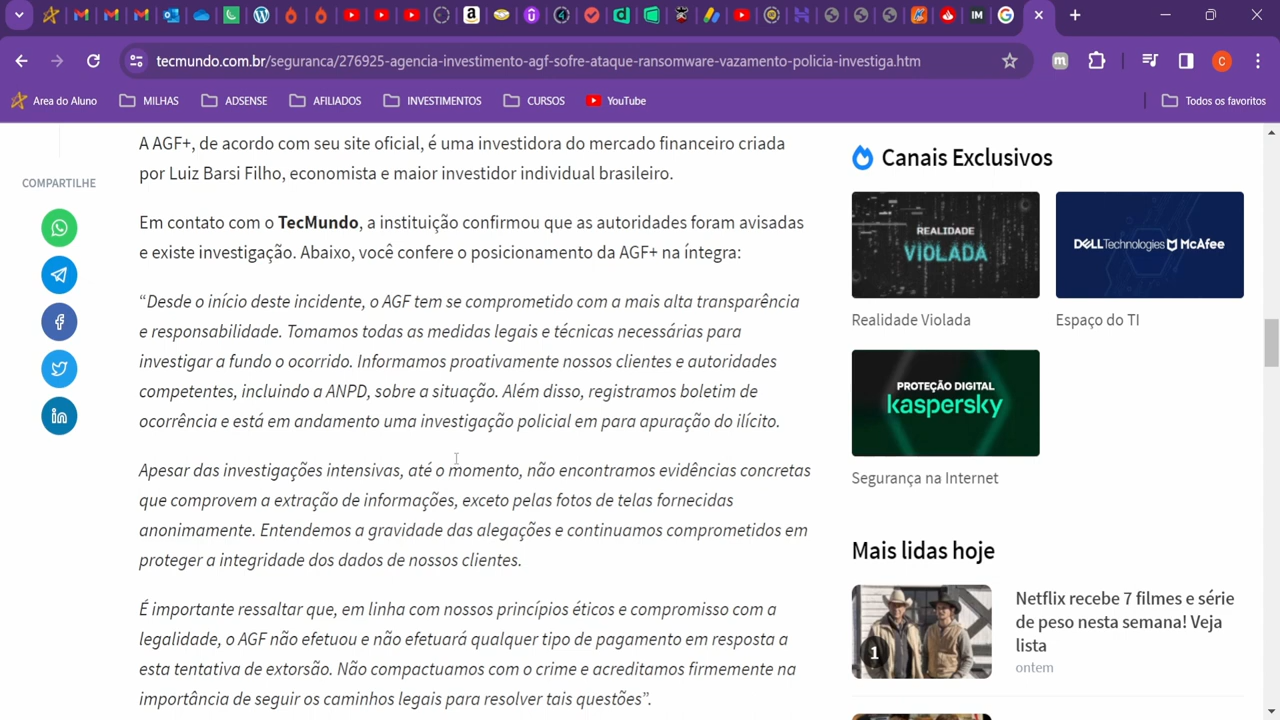 tecmundo.com.br/seguranca/276925-agencia-investimento-agf-sofre-ataque-ransomware-vazamento-policia-investiga.htm
Area do Aluno
MILHAS
ADSENSE
AFILIADOS
INVESTIMENTOS
CURSOS
YouTube
Todos os favoritos
COMPARTILHE
A AGF+, de acordo com seu site oficial, é uma investidora do mercado financeiro criada
por Luiz Barsi Filho, economista e maior investidor individual brasileiro.
Em contato com o TecMundo, a instituição confirmou que as autoridades foram avisadas
e existe investigação. Abaixo, você confere o posicionamento da AGF+ na íntegra:
“Desde o início deste incidente, o AGF tem se comprometido com a mais alta transparência
e responsabilidade. Tomamos todas as medidas legais e técnicas necessárias para
investigar a fundo o ocorrido. Informamos proativamente nossos clientes e autoridades
competentes, incluindo a ANPD, sobre a situação. Além disso, registramos boletim de
ocorrência e está em andamento uma investigação policial em para apuração do ilícito.
Apesar das investigações intensivas, até o momento, não encontramos evidências concretas
que comprovem a extração de informações, exceto pelas fotos de telas fornecidas
anonimamente. Entendemos a gravidade das alegações e continuamos comprometidos em
proteger a integridade dos dados de nossos clientes.
É importante ressaltar que, em linha com nossos princípios éticos e compromisso com a
legalidade, o AGF não efetuou e não efetuará qualquer tipo de pagamento em resposta a
esta tentativa de extorsão. Não compactuamos com o crime e acreditamos firmemente na
importância de seguir os caminhos legais para resolver tais questões”.
Canais Exclusivos
REALIDADE
VIOLADA
DELLTechnologies McAfee
Realidade Violada
Espaço do TI
PROTEÇÃO DIGITAL
kaspersky
Segurança na Internet
Mais lidas hoje
1
Netflix recebe 7 filmes e série
de peso nesta semana! Veja
lista
ontem